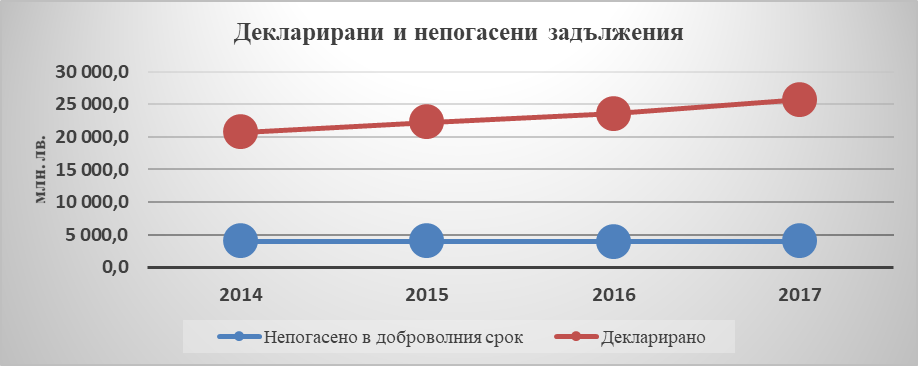 Декларирани и непогасени задължения
млн. лв.
30 000,0
25 000,0
20 000,0
15 000,0
10 000,0
5 000,0
0,0
2014 2015 2016 2017
Непогасено в доброволния срок Декларирано